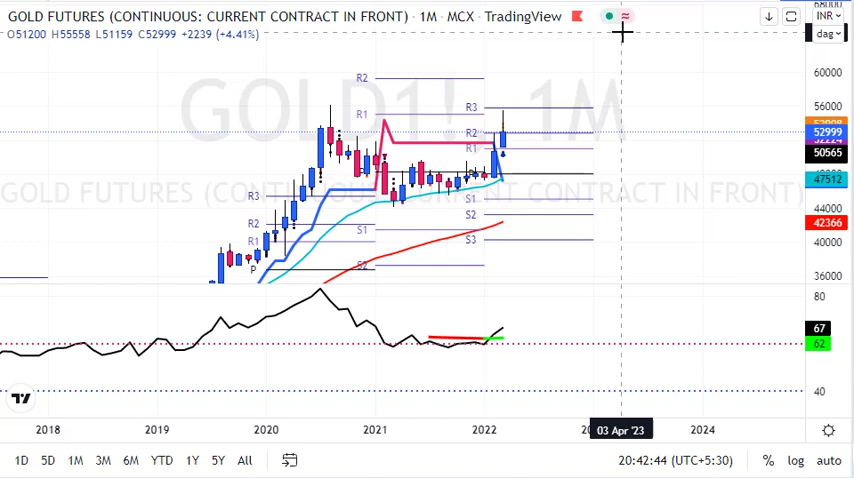 GOLD FUTURES (CONTINUOUS: CURRENT CONTRACT IN FRONT) · 1M · MCX · TradingView
O51200 H55558 L51159 C52999 +2239 (+4.41%)
INR
dag
68000
60000
56000
52999
50565
47512
44000
42366
40000
36000
GOLD1!, 1M
GOLD FUTURES (CONTINUOUS: CURRENT CONTRACT IN FRONT)
R2
R1
R3
R2
R1
P
S1
S2
R3
R2
R1
S1
S2
S3
80
67
62
40
2018 2019 2020 2021 2022 03 Apr '23 2024
1D 5D 1M 3M 6M YTD 1Y 5Y All
20:42:44 (UTC+5:30) % log auto